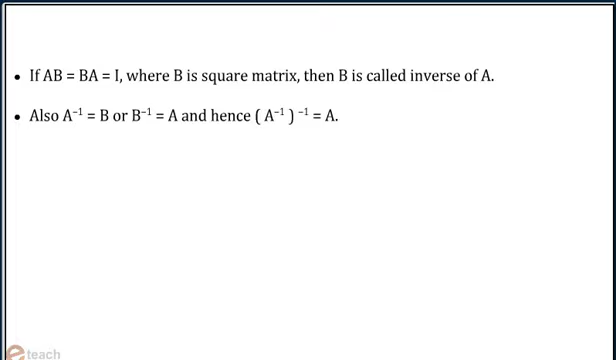 • If AB = BA = I, where B is square matrix, then B is called inverse of A.
• Also A⁻¹ = B or B⁻¹ = A and hence ( A⁻¹ ) ⁻¹ = A.
e teach